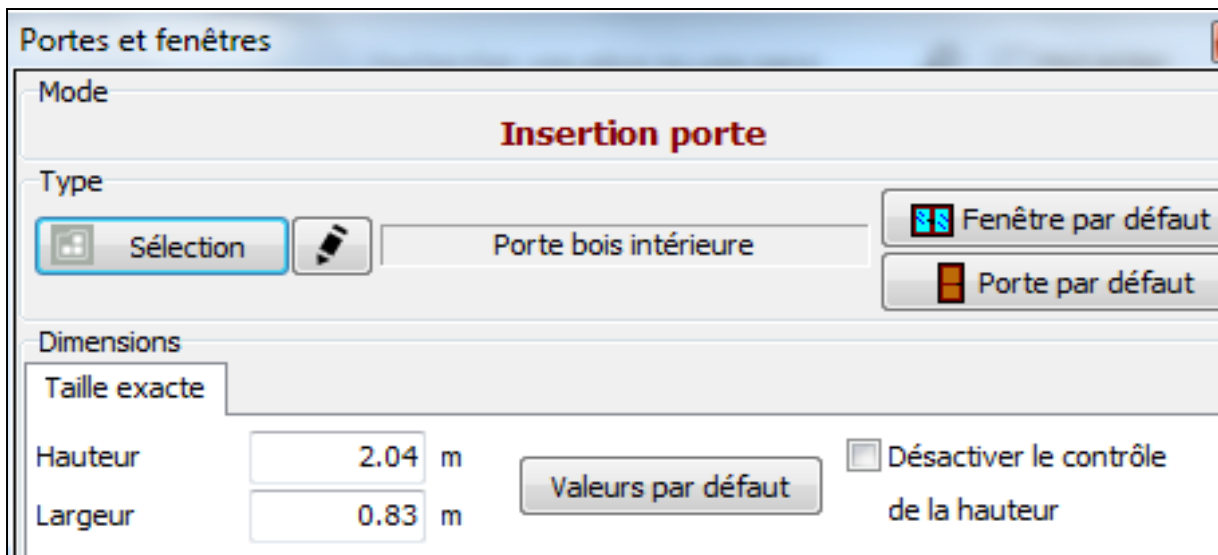 Portes et fenêtres
Mode
Insertion porte
Type
Sélection
Porte bois intérieure
Fenêtre par défaut
Porte par défaut
Dimensions
Taille exacte
Hauteur 2.04 m
Valeurs par défaut
Désactiver le contrôle
de la hauteur
Largeur 0.83 m